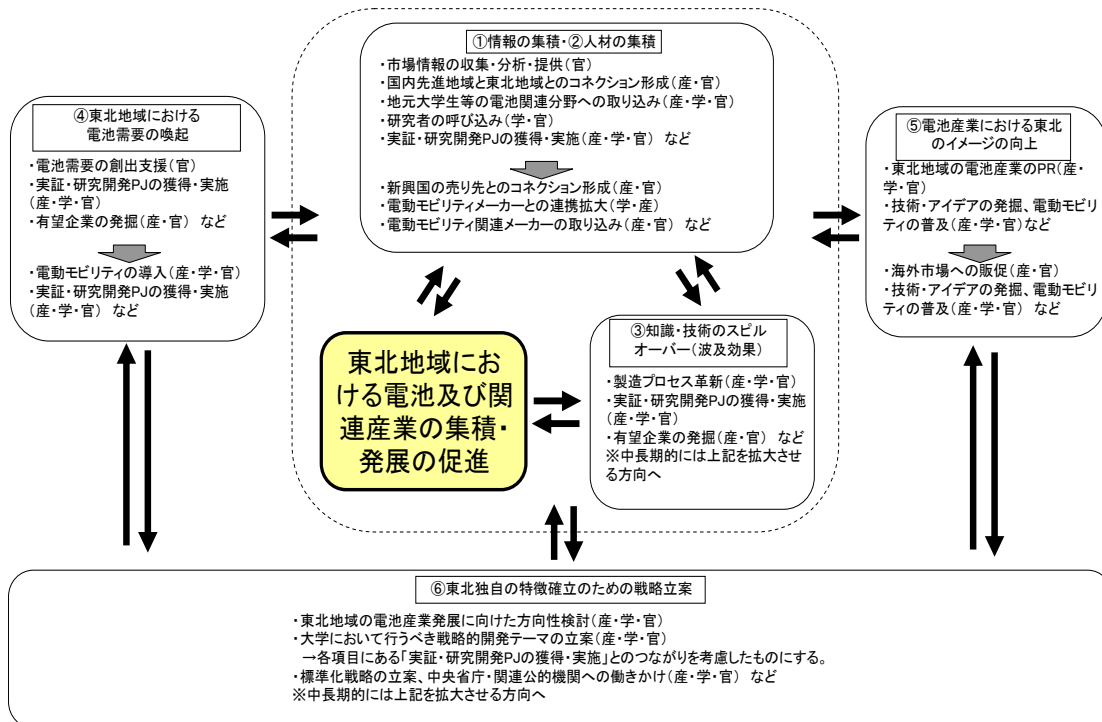 ①情報の集積・②人材の集積
・市場情報の収集・分析・提供(官)
・国内先進地域と東北地域とのコネクション形成(産・官)
・地元大学生等の電池関連分野への取り込み(産・学・官)
・研究者の呼び込み(学・官)
・実証・研究開発PJの獲得・実施(産・学・官) など
・新興国の売り先とのコネクション形成(産・官)
・電動モビリティメーカーとの連携拡大(学・産)
・電動モビリティ関連メーカーの取り込み(産・官) など
④東北地域における
電池需要の喚起
・電池需要の創出支援(官)
・実証・研究開発PJの獲得・実施
(産・学・官)
・有望企業の発掘(産・官) など
・電動モビリティの導入(産・学・官)
・実証・研究開発PJの獲得・実施
(産・学・官) など
⑤電池産業における東北
のイメージの向上
・東北地域の電池産業のPR(産・
学・官)
・技術・アイデアの発掘、電動モビリ
ティの普及(産・学・官)など
・海外市場への販促(産・官)
・技術・アイデアの発掘、電動モビリ
ティの普及(産・学・官) など
東北地域にお
ける電池及び関
連産業の集積・
発展の促進
③知識・技術のスピル
オーバー(波及効果)
・製造プロセス革新(産・学・官)
・実証・研究開発PJの獲得・実施
(産・学・官)
・有望企業の発掘(産・官) など
※中長期的には上記を拡大させ
る方向へ
⑥東北独自の特徴確立のための戦略立案
・東北地域の電池産業発展に向けた方向性検討(産・学・官)
・大学において行うべき戦略的開発テーマの立案(産・学・官)
→各項目にある「実証・研究開発PJの獲得・実施」とのつながりを考慮したものにする。
・標準化戦略の立案、中央省庁・関連公的機関への働きかけ(産・学・官) など
※中長期的には上記を拡大させる方向へ